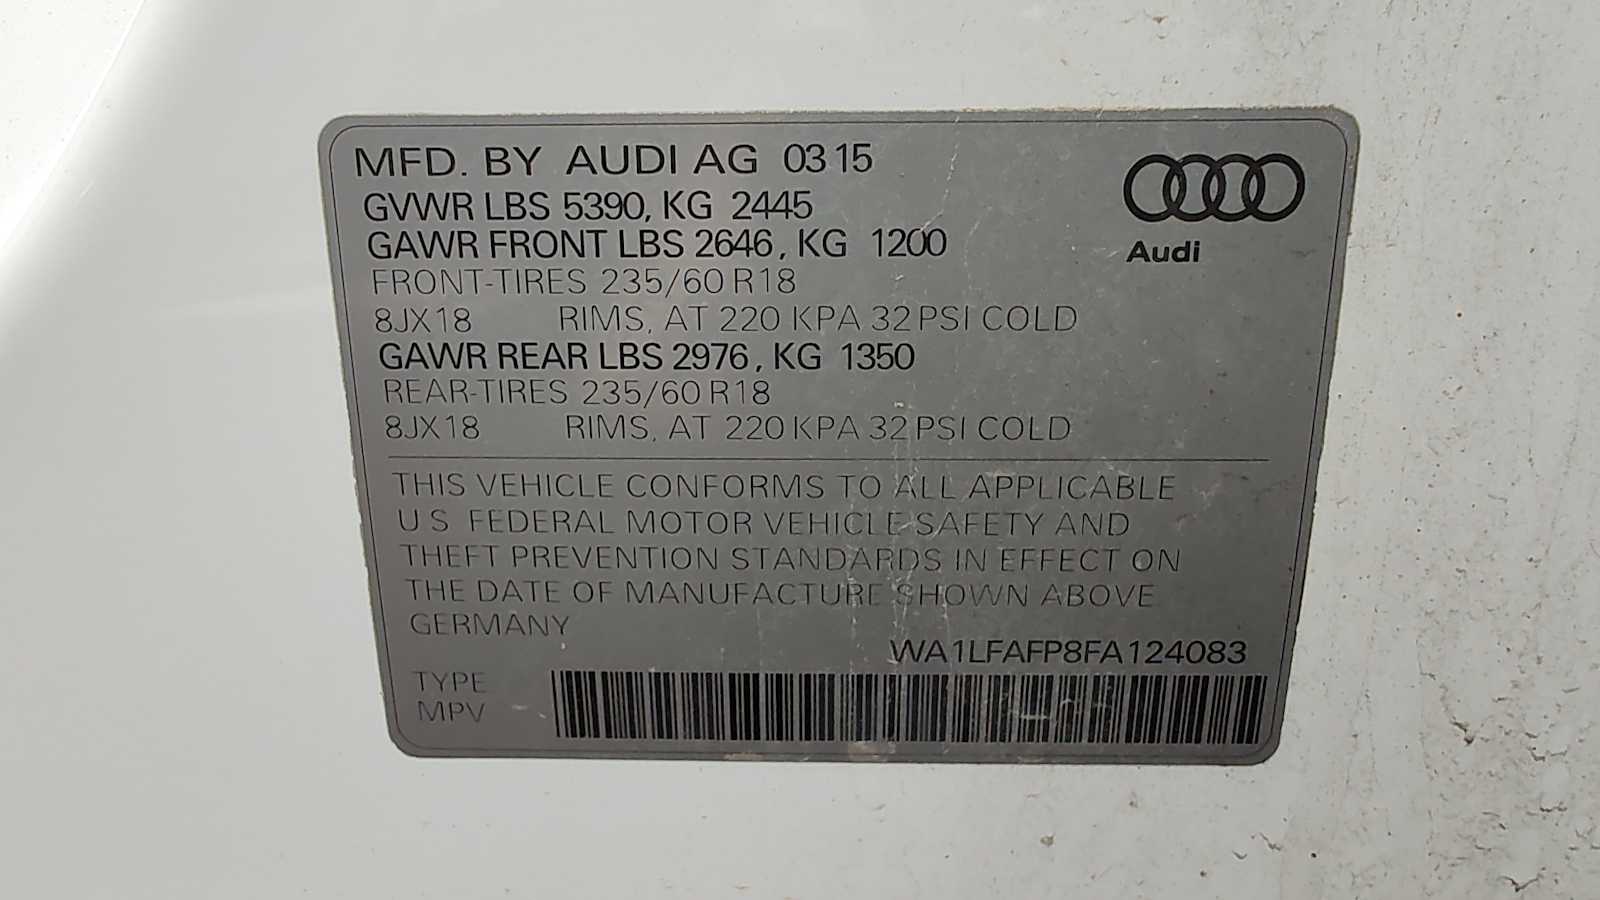 MFD. BY AUDI AG 03 15
GVWR LBS 5390, KG 2445
GAWR FRONT LBS 2646, KG 1200
FRONT-TIRES 235/60 R18
8JX18 RIMS, AT 220 KPA 32 PSI COLD
GAWR REAR LBS 2976, KG 1350
REAR-TIRES 235/60 R18
8JX18 RIMS, AT 220 KPA 32 PSI COLD
Audi
THIS VEHICLE CONFORMS TO ALL APPLICABLE
U S FEDERAL MOTOR VEHICLE SAFETY AND
THEFT PREVENTION STANDARDS IN EFFECT ON
THE DATE OF MANUFACTURE SHOWN ABOVE
GERMANY
WA1LFAFP8FA124083
TYPE
MPV